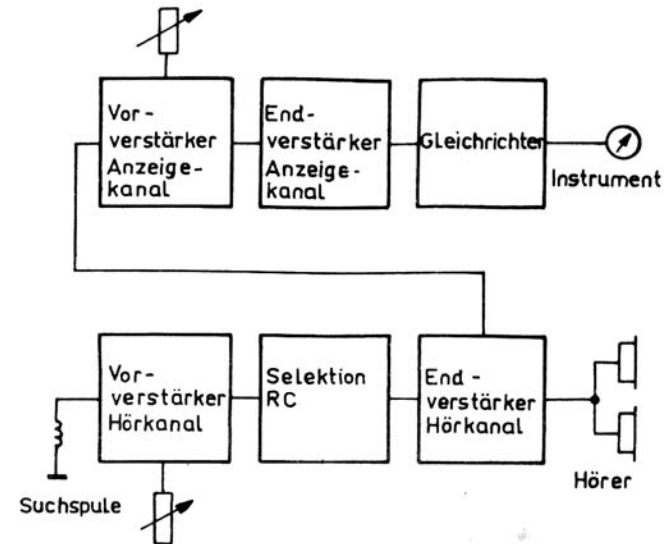 Vor-
verstärker
Anzeige-
kanal
End-
verstärker
Anzeige-
kanal
Gleichrichter
Instrument
Vor-
verstärker
Hörkanal
Selektion
RC
End-
verstärker
Hörkanal
Suchspule
Hörer